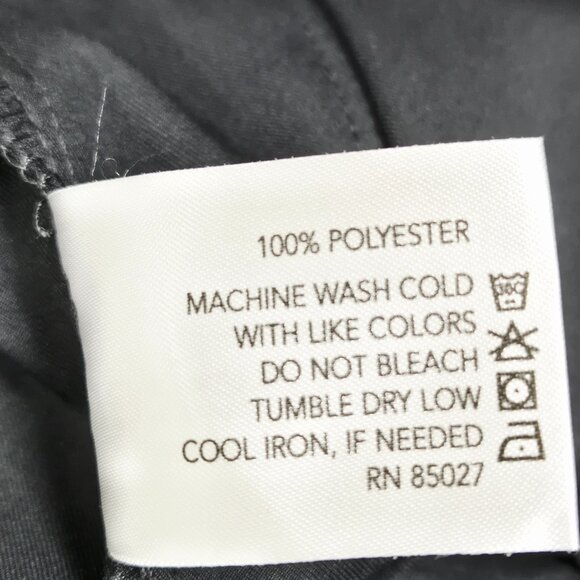 100% POLYESTER
MACHINE WASH COLD
WITH LIKE COLORS
DO NOT BLEACH
TUMBLE DRY LOW
COOL IRON, IF NEEDED
RN 85027
30C